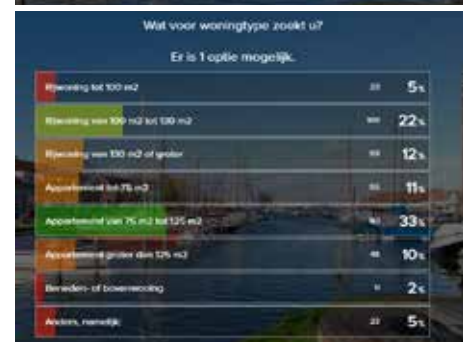 Wat voor woningtype zoekt u?
Er is 1 optie mogelijk.
Rijwoning tot 100 m2 23 5%
Rijwoning van 100 m2 tot 130 m2 22%
Rijwoning van 130 m2 of groter 12%
Appartement tot 75 m2 11%
Appartement van 75 m2 tot 125 m2 33%
Appartement groter dan 125 m2 10%
Beneden- of bovenwoning 2%
Anders, namelijk: 23 5%